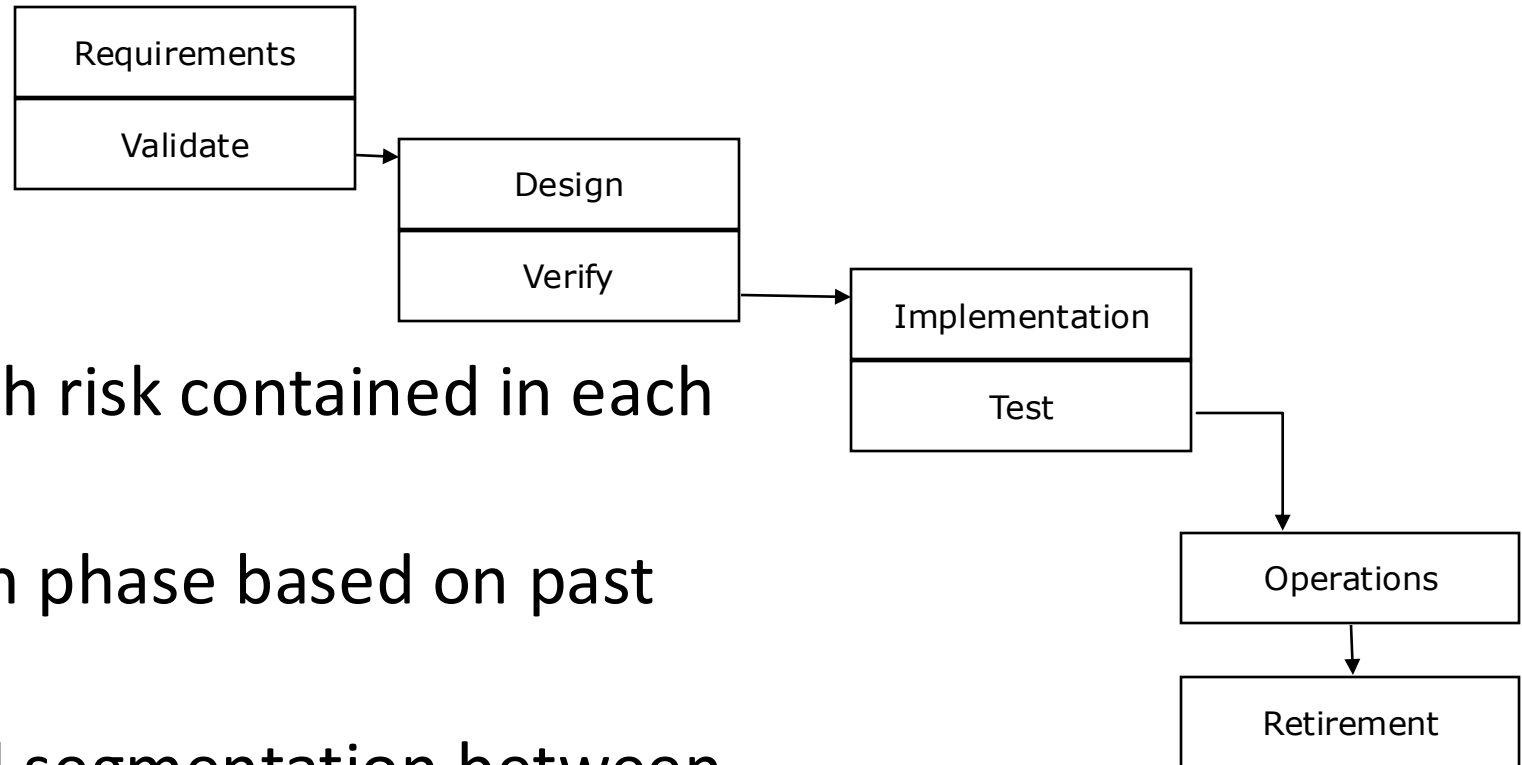 Requirements
Validate
Design
Verify
Implementation
Test
h risk contained in each
phase based on past
segmentation between
Operations
Retirement